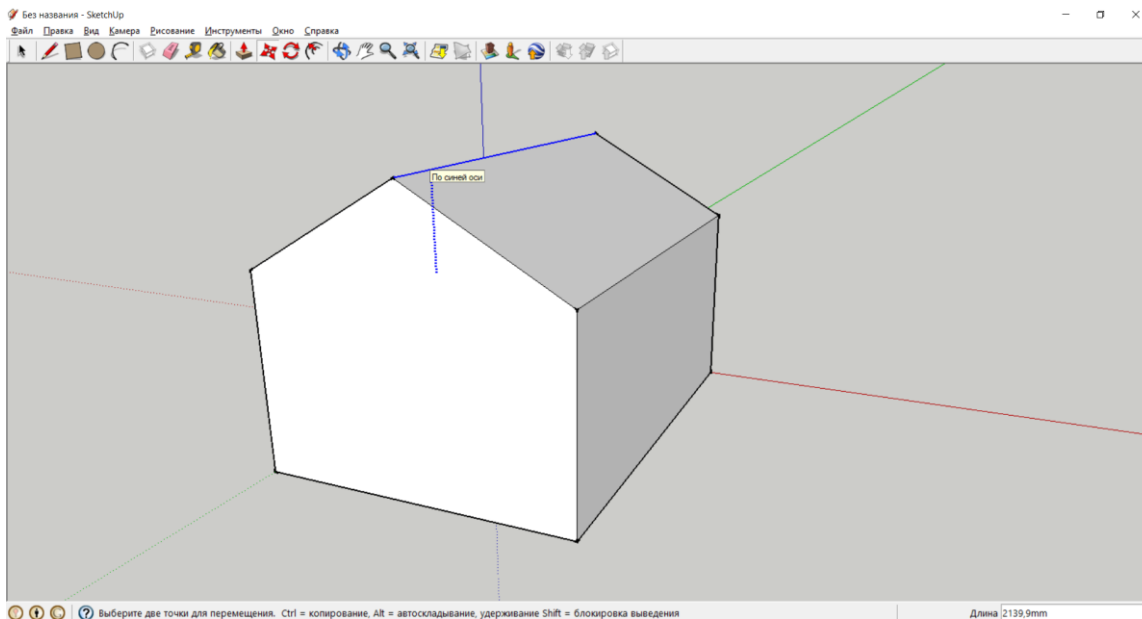 Без названия - SketchUp
Файл Правка Вид Камера Рисование Инструменты Окно Справка
По синей оси
Выберите две точки для перемещения. Ctrl = копирование, Alt = автоскладывание, удерживание Shift = блокировка выведения
Длина 2139,9mm